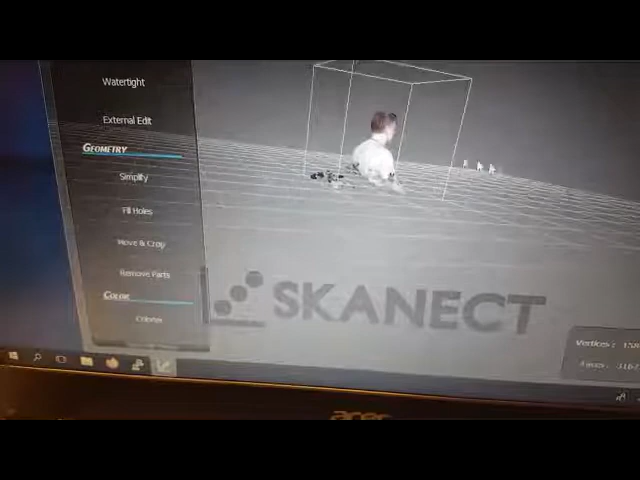 Watertight
External Edit
GEOMETRY
Simplify
Fill Holes
Move & Crop
Remove Parts
COLOR
Colorize
SKANECT
Vertices:
Faces:
acer